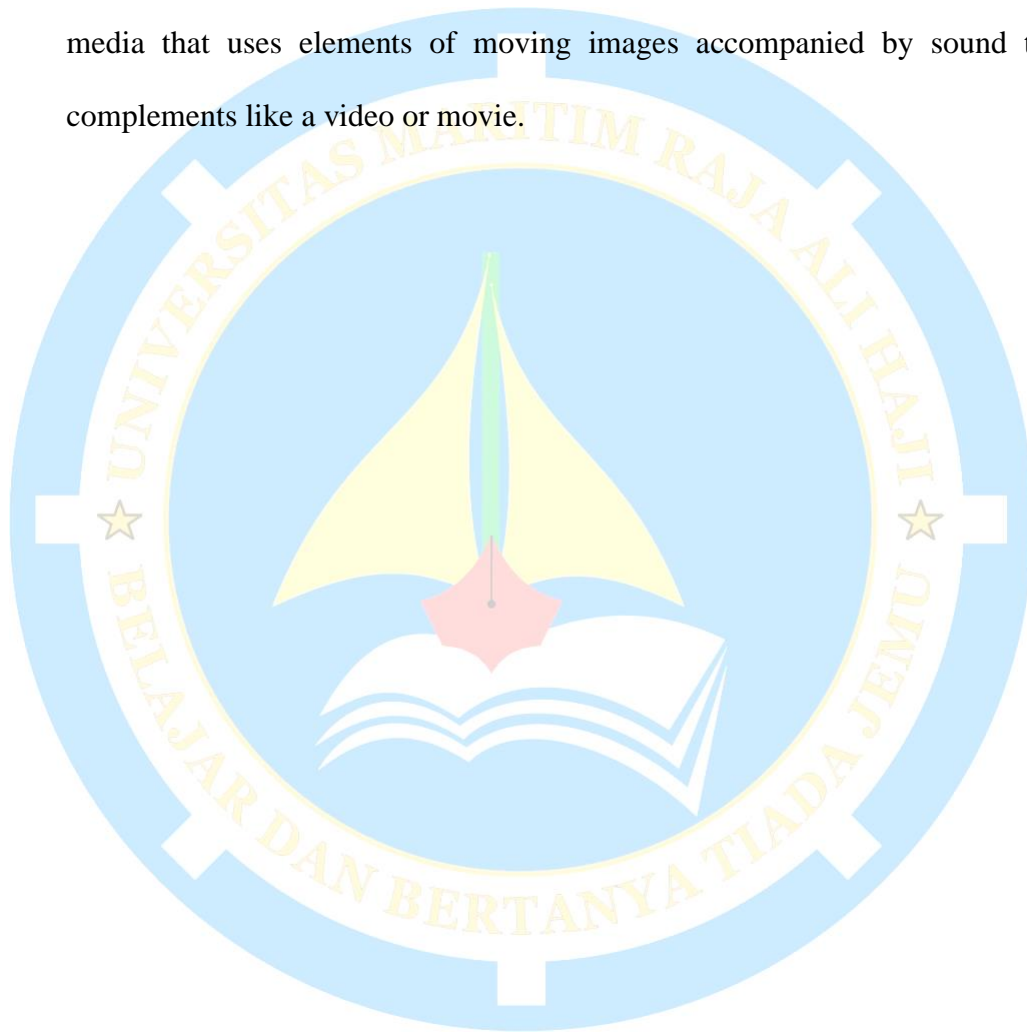 media that uses elements of moving images accompanied by sound t
complements like a video or movie.
UNIVERSITAS MARITIM RAJA ALI HAJI
BELAJAR DAN BERTANYA TIADA JEMU